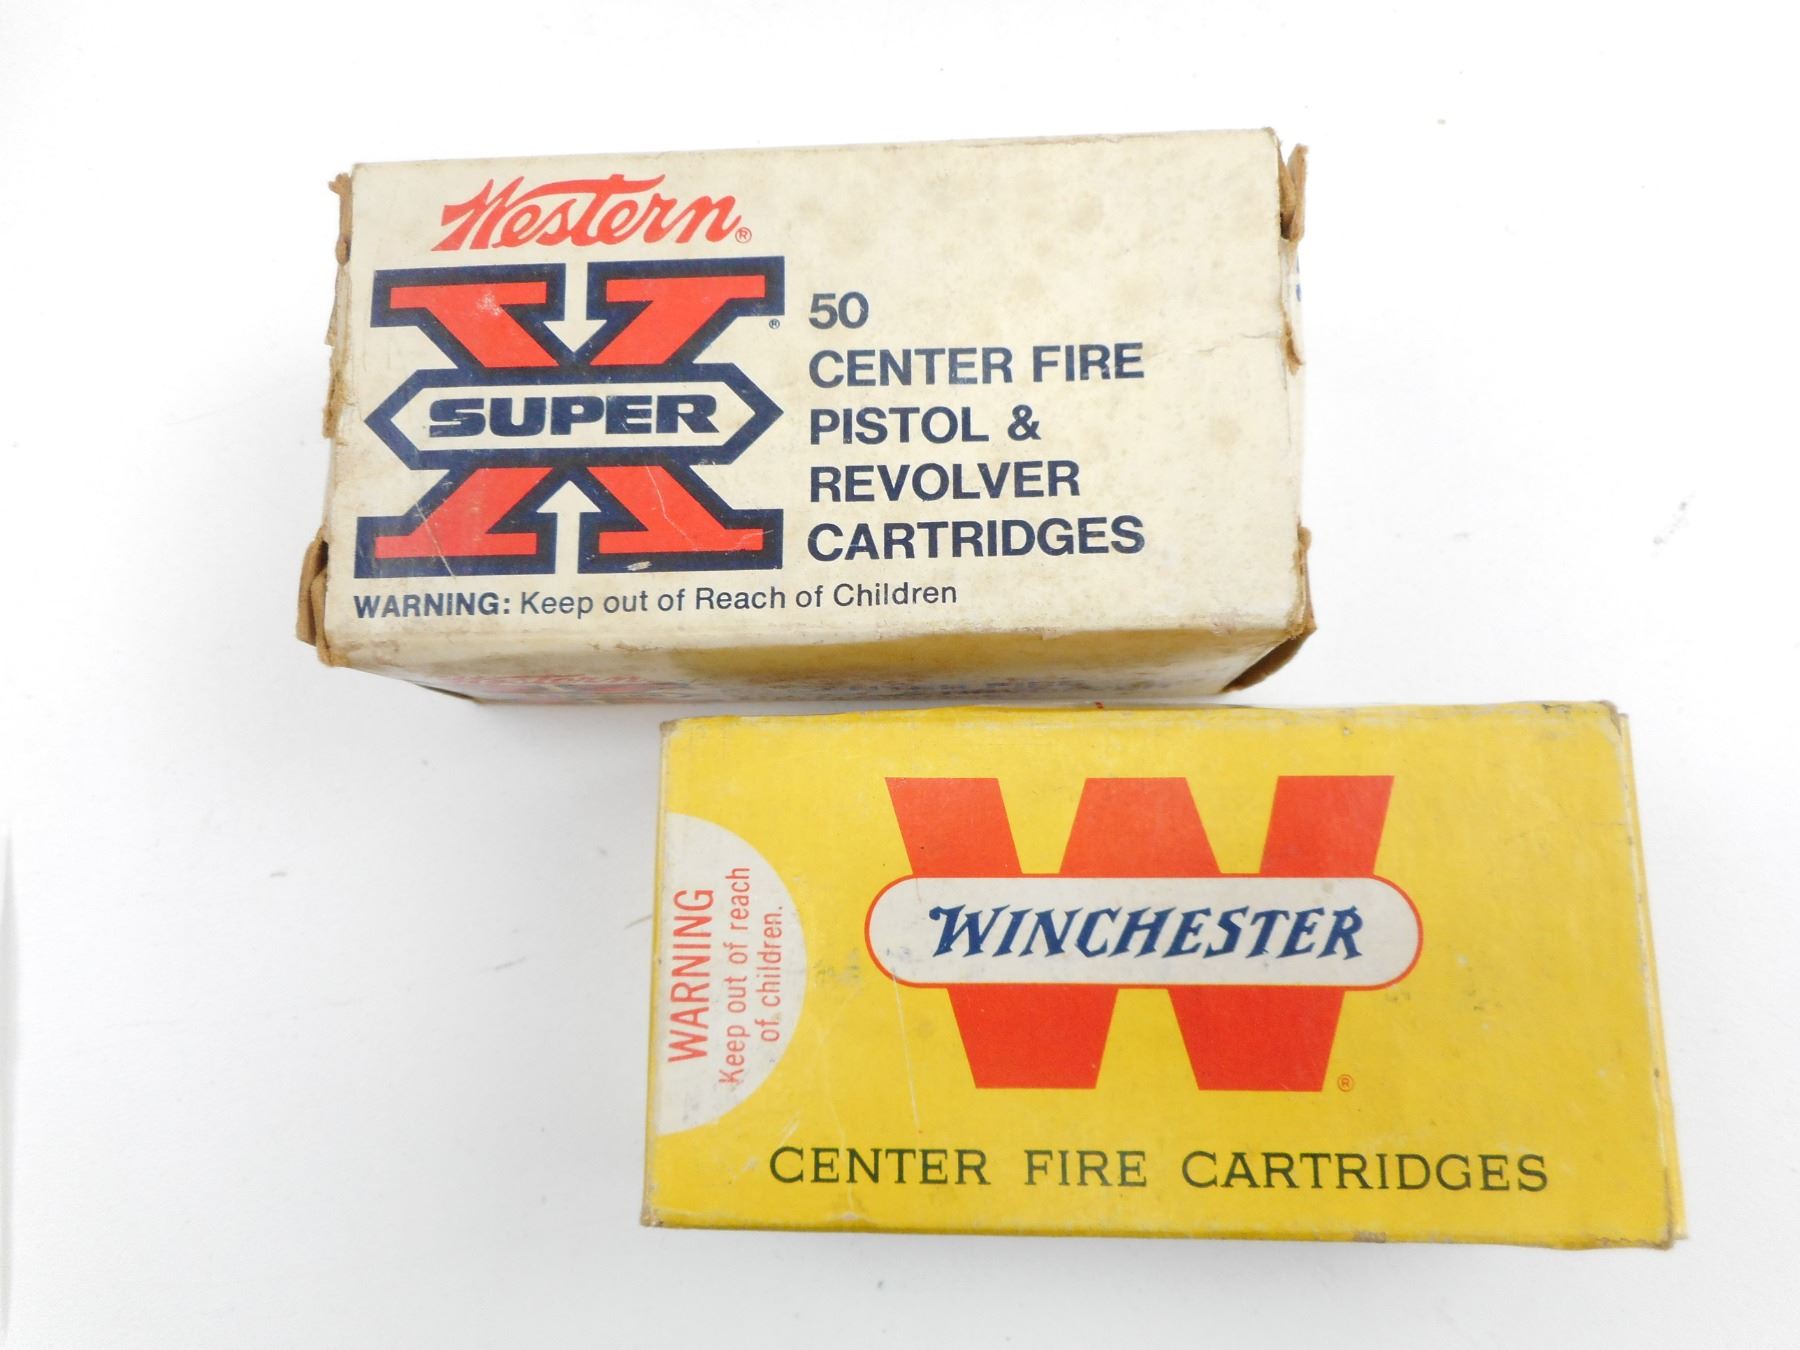 Western®
SUPER X®
50
CENTER FIRE
PISTOL &
REVOLVER
CARTRIDGES
WARNING: Keep out of Reach of Children
Western
WARNING
Keep out of reach
of children.
WINCHESTER
W®
CENTER FIRE CARTRIDGES